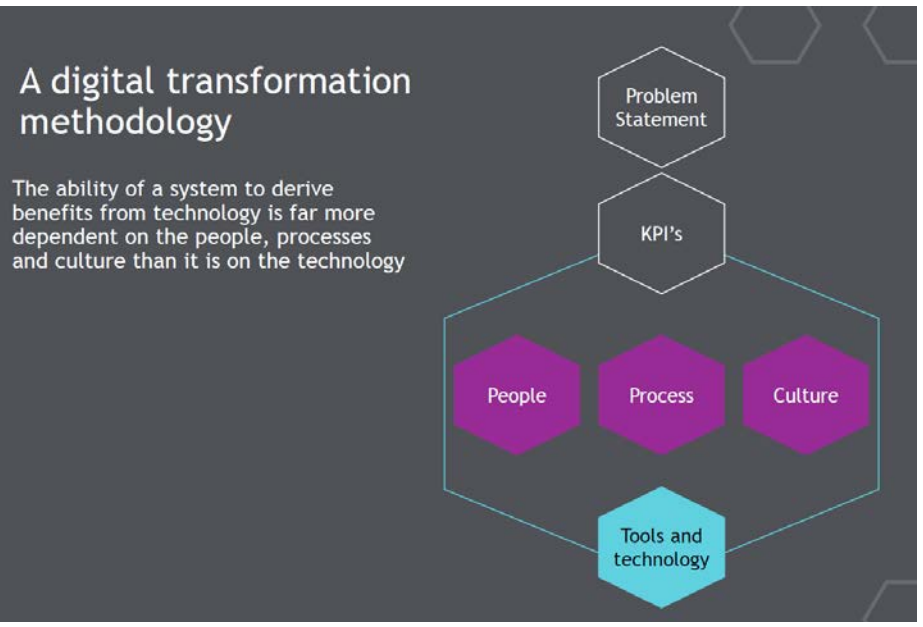 A digital transformation
methodology
The ability of a system to derive
benefits from technology is far more
dependent on the people, processes
and culture than it is on the technology
Problem
Statement
KPI's
People
Process
Culture
Tools and
technology